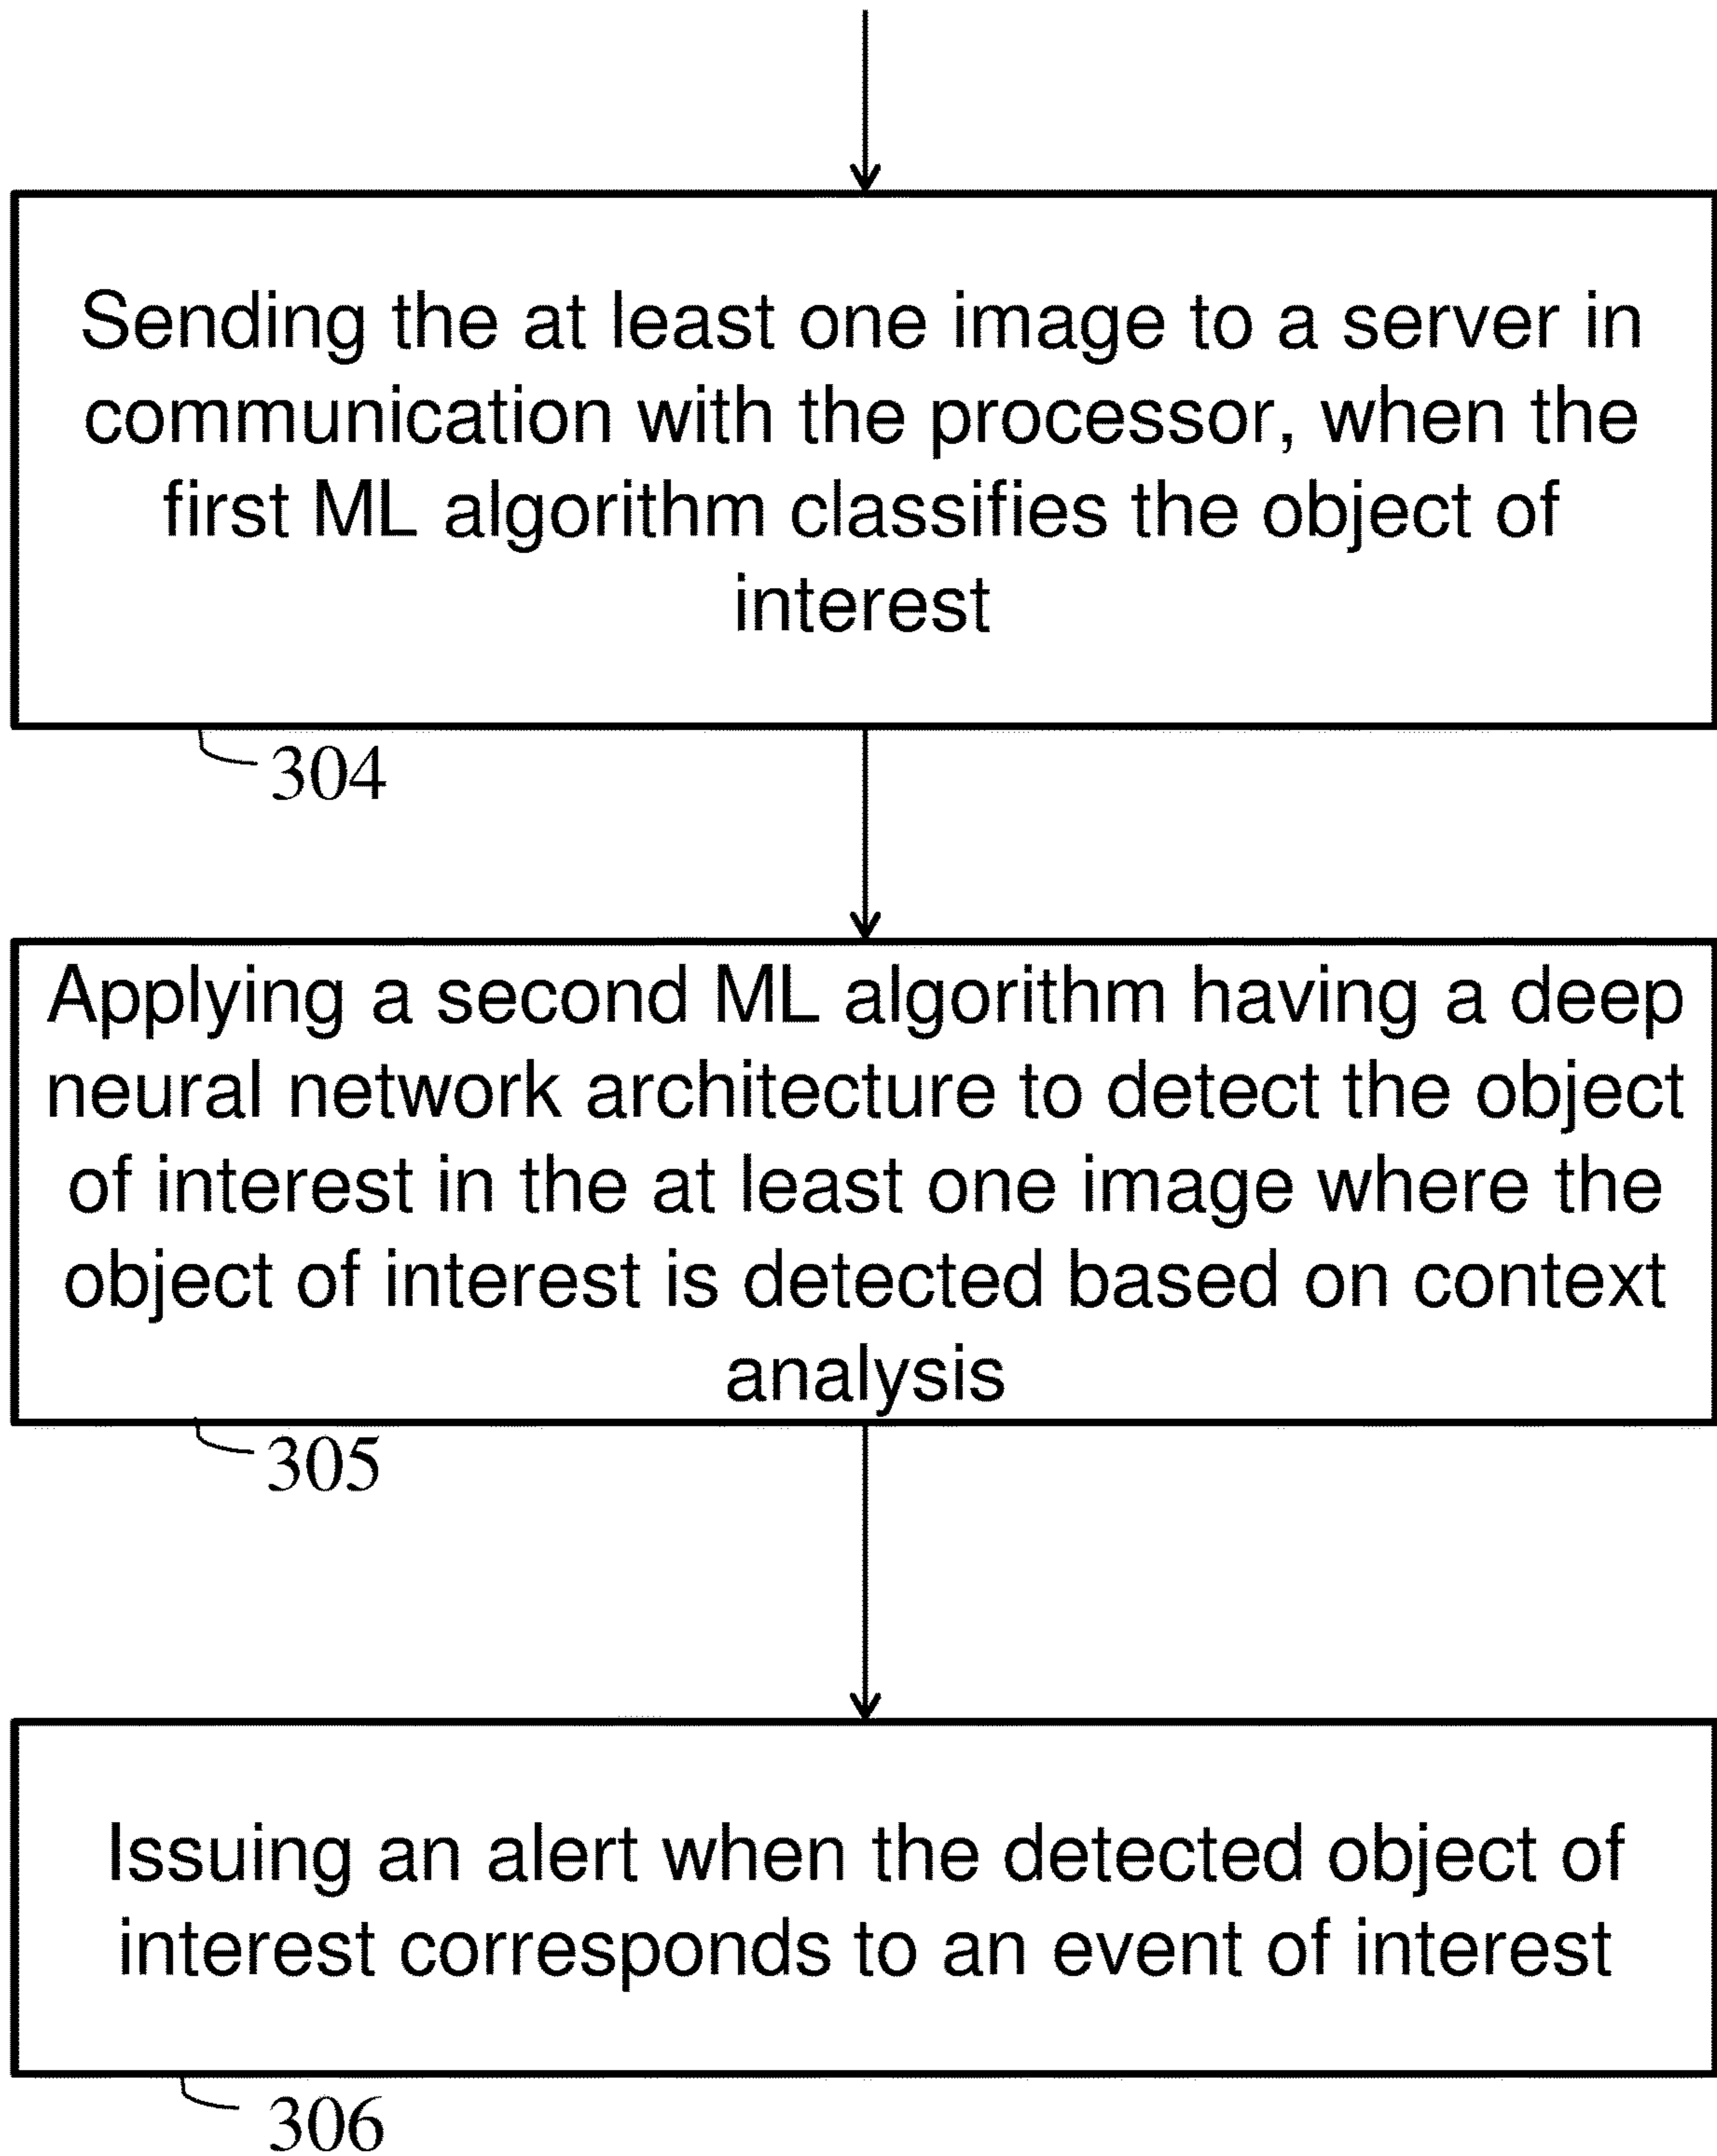 Sending the at least one image to a server in
communication with the processor, when the
first ML algorithm classifies the object of
interest
304
Applying a second ML algorithm having a deep
neural network architecture to detect the object
of interest in the at least one image where the
object of interest is detected based on context
analysis
305
Issuing an alert when the detected object of
interest corresponds to an event of interest
306